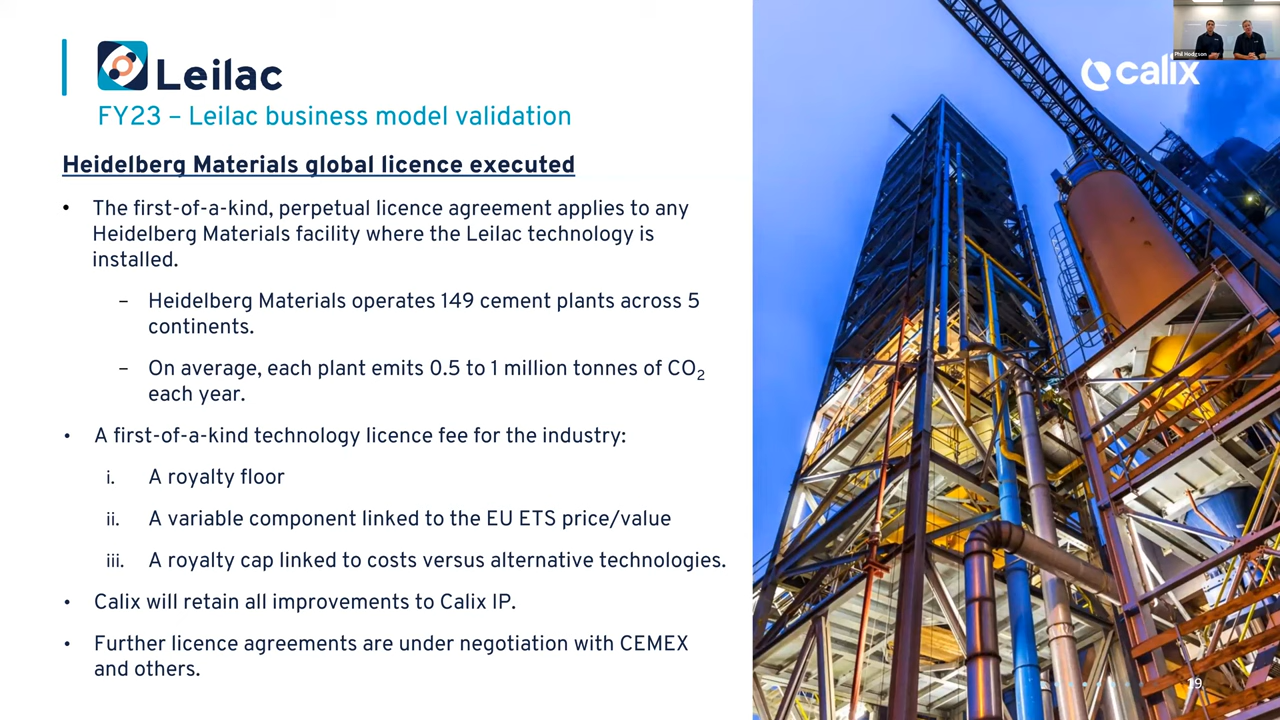 Leilac
FY23 – Leilac business model validation
Heidelberg Materials global licence executed
• The first-of-a-kind, perpetual licence agreement applies to any
Heidelberg Materials facility where the Leilac technology is
installed.
– Heidelberg Materials operates 149 cement plants across 5
continents.
– On average, each plant emits 0.5 to 1 million tonnes of CO₂
each year.
• A first-of-a-kind technology licence fee for the industry:
i. A royalty floor
ii. A variable component linked to the EU ETS price/value
iii. A royalty cap linked to costs versus alternative technologies.
• Calix will retain all improvements to Calix IP.
• Further licence agreements are under negotiation with CEMEX
and others.
Phil Hodgson
calix
19